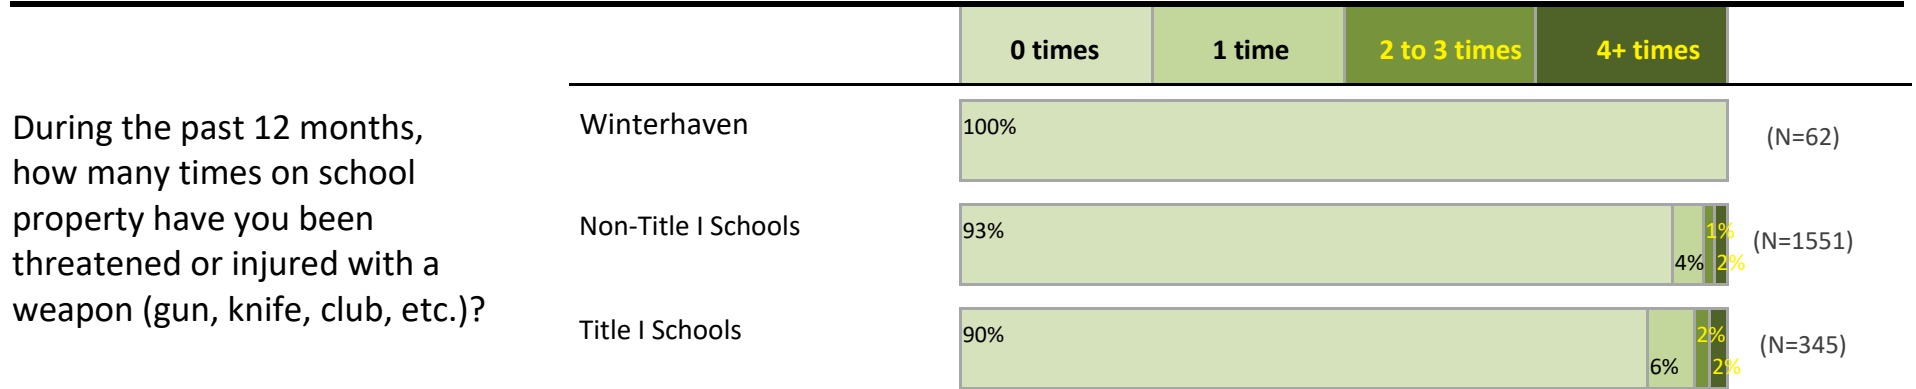 0 times 1 time 2 to 3 times 4+ times
During the past 12 months,
how many times on school
property have you been
threatened or injured with a
weapon (gun, knife, club, etc.)?
Winterhaven 100% (N=62)
Non-Title I Schools 93% 4% 1% 2% (N=1551)
Title I Schools 90% 6% 2% 2% (N=345)